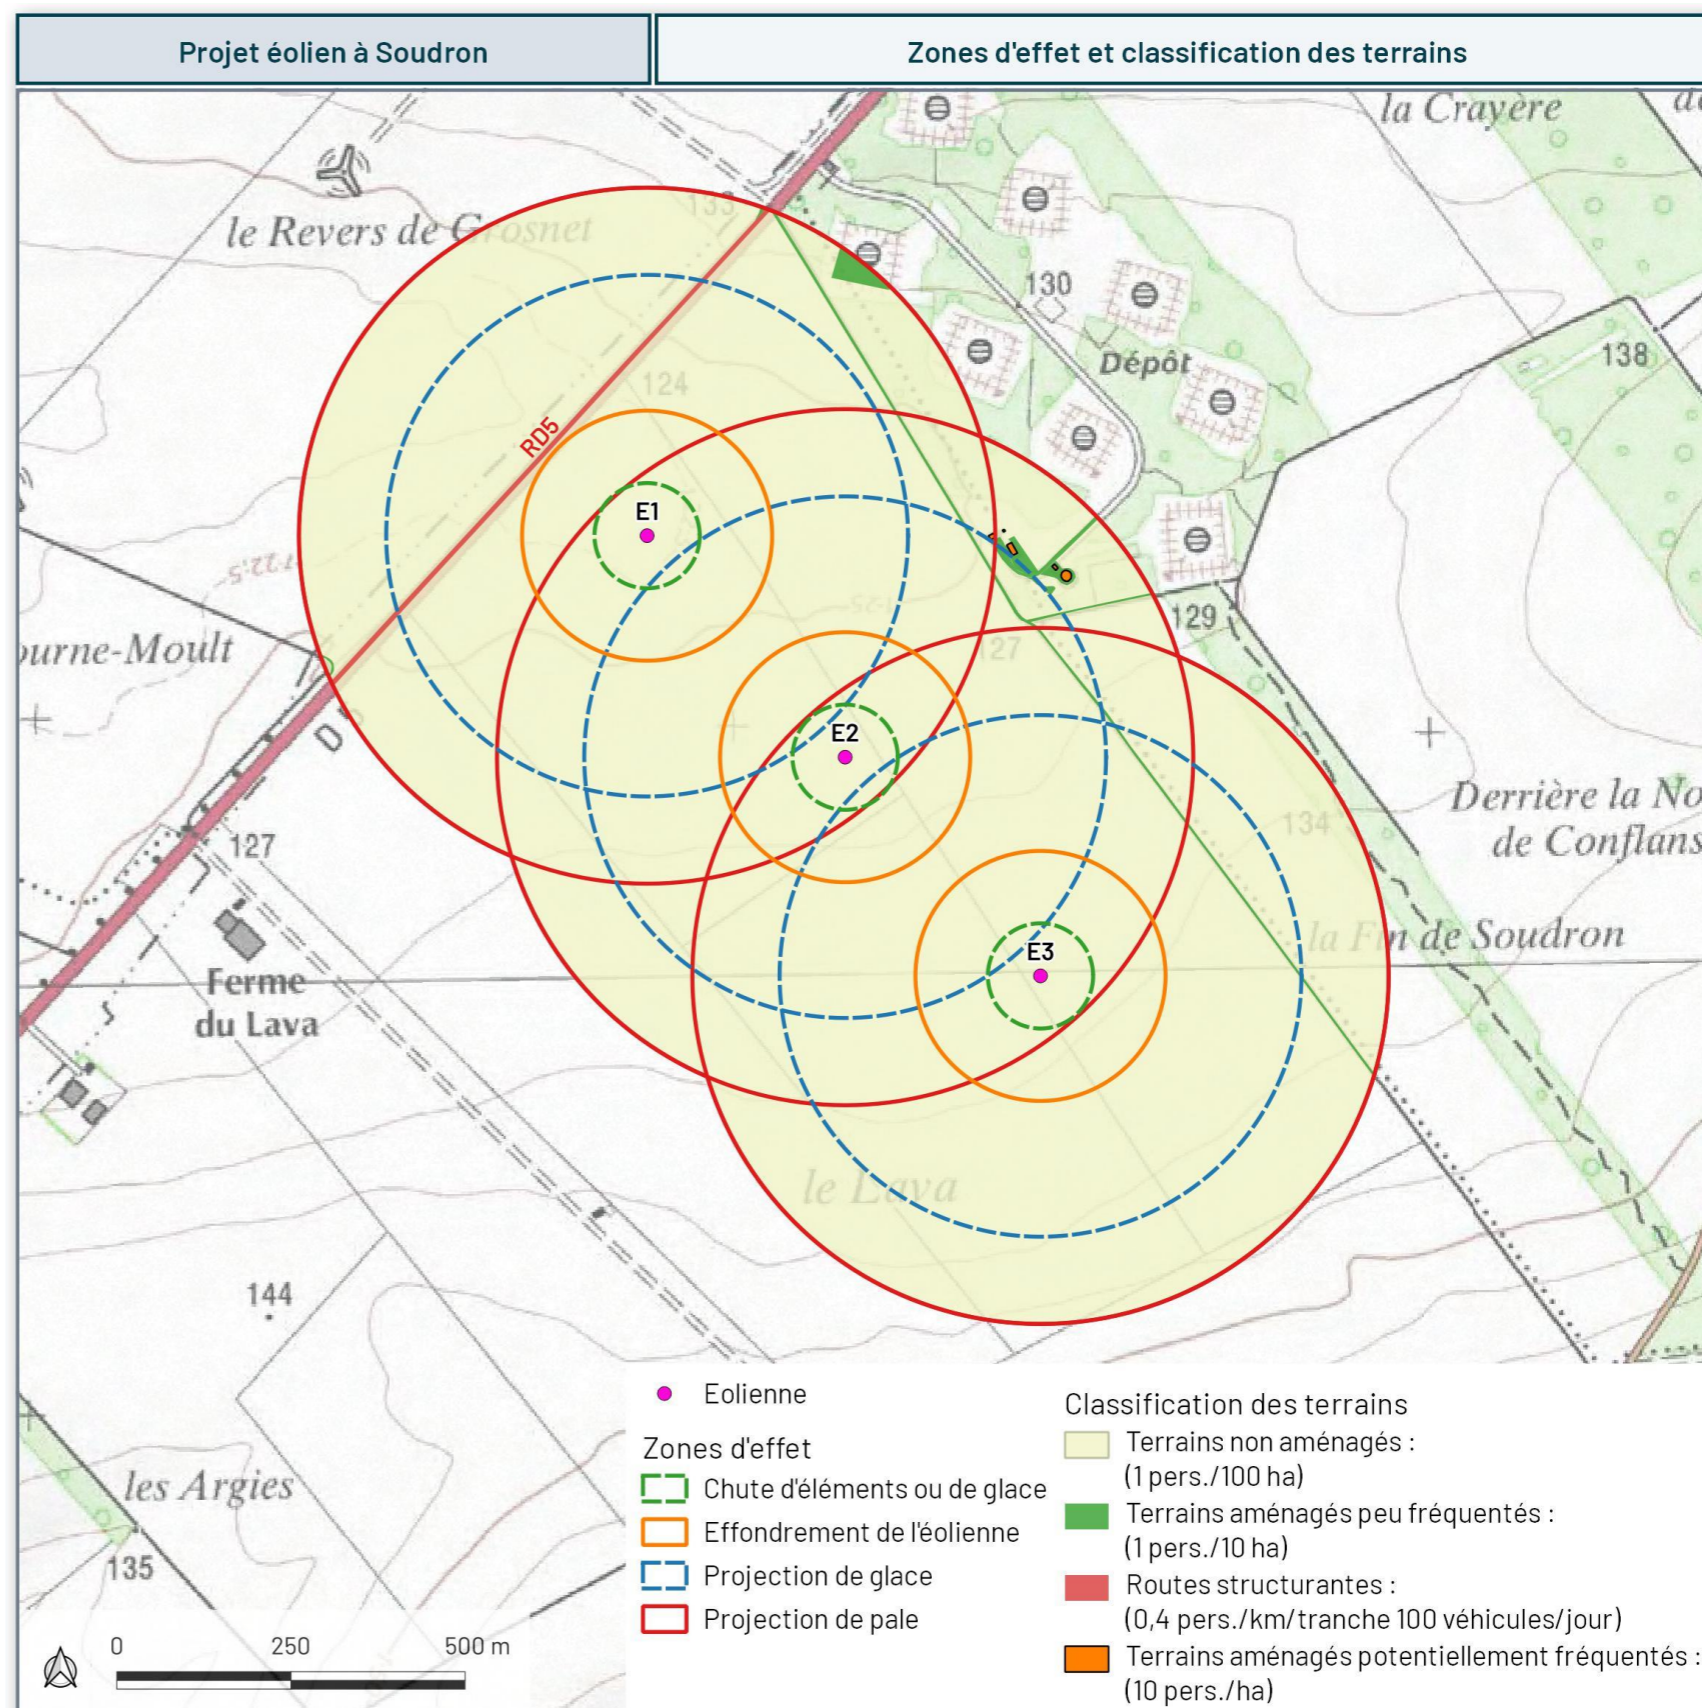 Projet éolien à Soudron
Zones d'effet et classification des terrains
la Crayère
le Revers de Grosnet
133
130
Dépôt
138
124
RD5
E1
129
127
E2
urne-Moult
D
134
Derrière la No
de Conflans
127
la Fin de Soudron
E3
Ferme
du Lava
le Lava
144
les Argies
135
0 250 500 m
Eolienne
Zones d'effet
Chute d'éléments ou de glace
Effondrement de l'éolienne
Projection de glace
Projection de pale
Classification des terrains
Terrains non aménagés :
(1 pers./100 ha)
Terrains aménagés peu fréquentés :
(1 pers./10 ha)
Routes structurantes :
(0,4 pers./km/tranche 100 véhicules/jour)
Terrains aménagés potentiellement fréquentés :
(10 pers./ha)